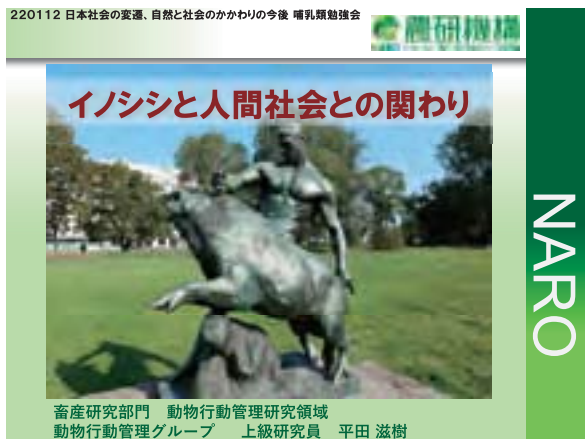 220112 日本社会の変遷、自然と社会のかかわりの今後 哺乳類勉強会
農研機構
イノシシと人間社会との関わり
NARO
畜産研究部門　動物行動管理研究領域
動物行動管理グループ　上級研究員　平田 滋樹